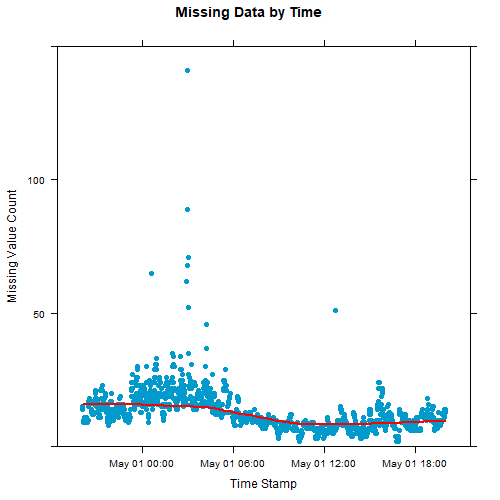 Missing Data by Time
Missing Value Count
100
50
May 01 00:00 May 01 06:00 May 01 12:00 May 01 18:00
Time Stamp